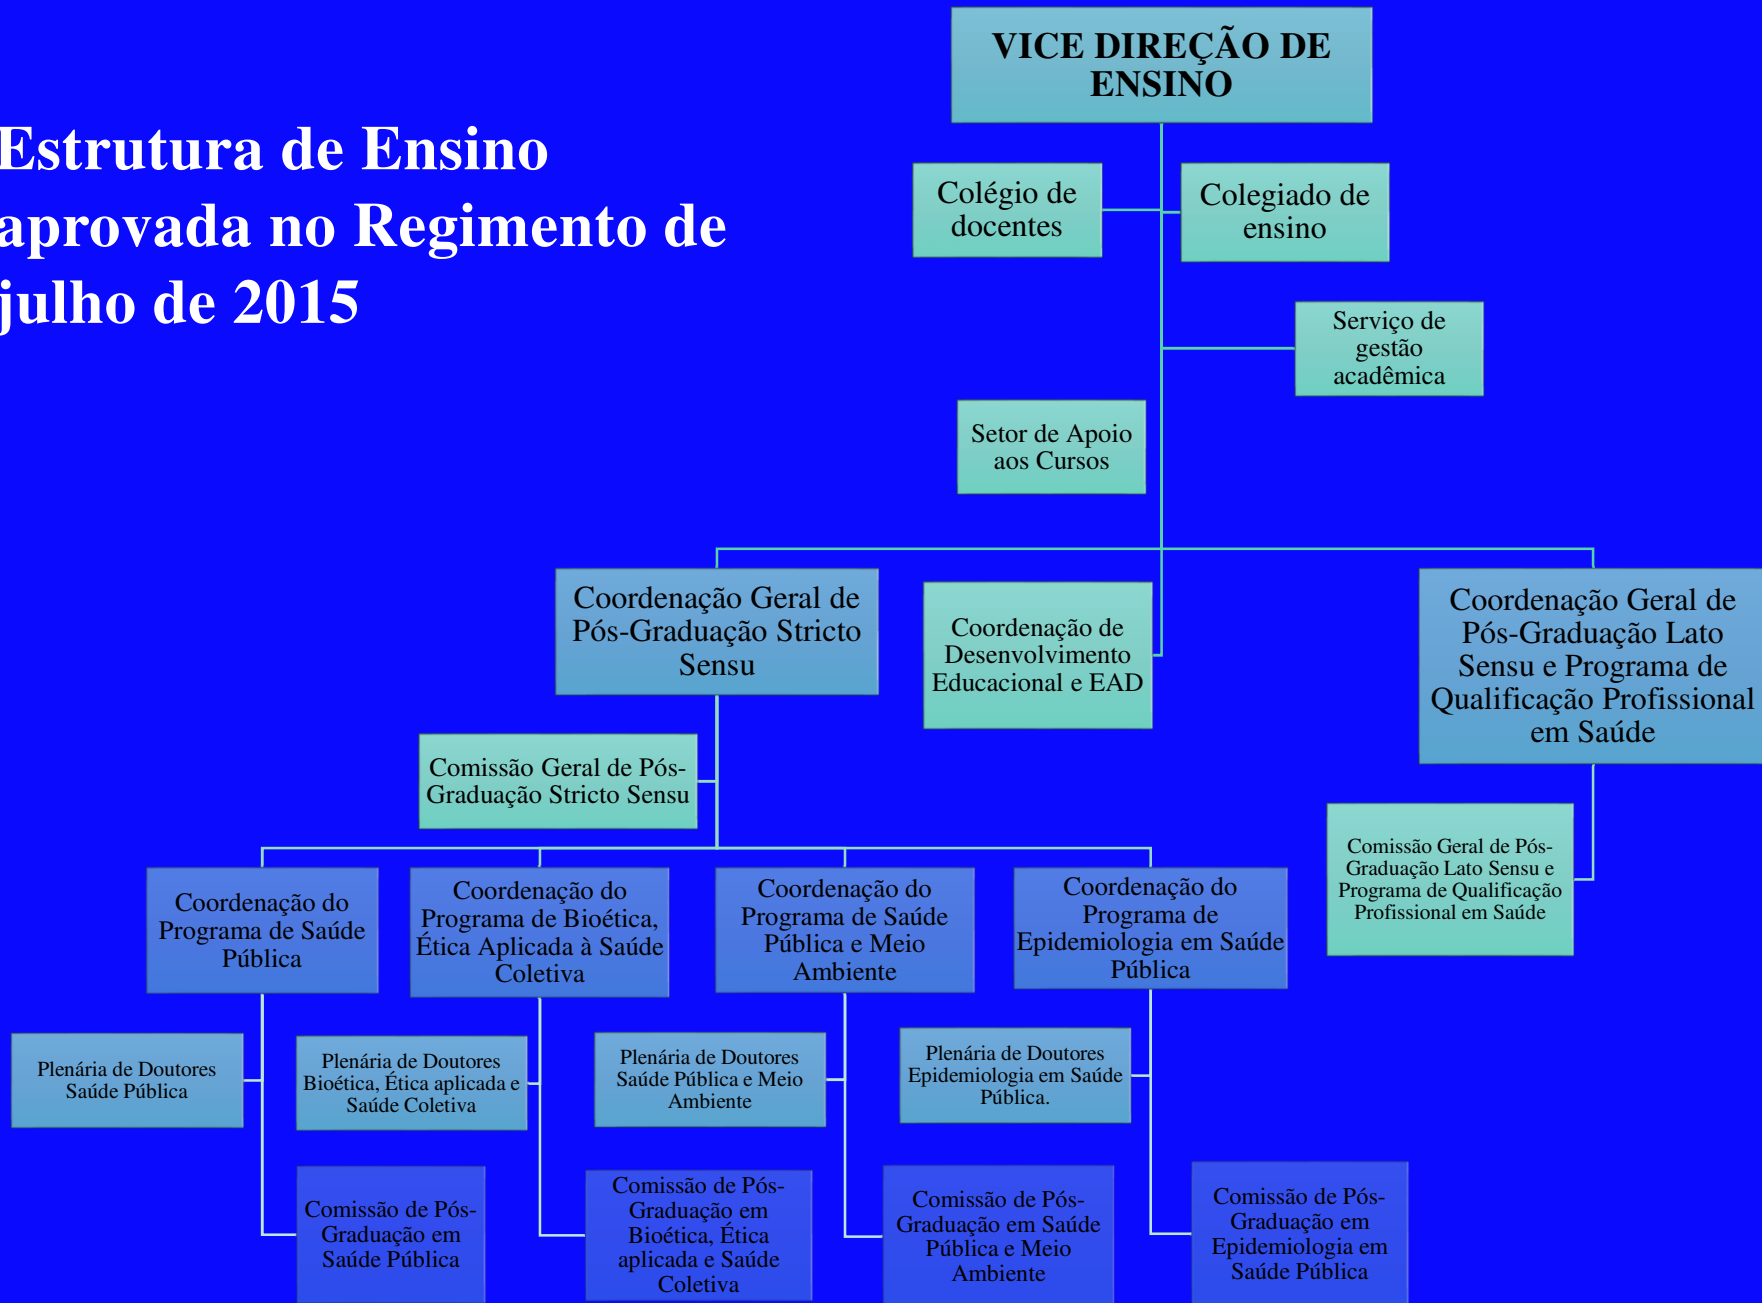 VICE DIREÇÃO DE
ENSINO
Estrutura de Ensino
aprovada no Regimento de
julho de 2015
Colégio de
docentes
Colegiado de
ensino
Serviço de
gestão
acadêmica
Setor de Apoio
aos Cursos
Coordenação Geral de
Pós-Graduação Stricto
Sensu
Coordenação de
Desenvolvimento
Educacional e EAD
Coordenação Geral de
Pós-Graduação Lato
Sensu e Programa de
Qualificação Profissional
em Saúde
Comissão Geral de Pós-
Graduação Stricto Sensu
Comissão Geral de Pós-
Graduação Lato Sensu e
Programa de Qualificação
Profissional em Saúde
Coordenação do
Programa de Saúde
Pública
Coordenação do
Programa de Bioética,
Ética Aplicada à Saúde
Coletiva
Coordenação do
Programa de Saúde
Pública e Meio
Ambiente
Coordenação do
Programa de
Epidemiologia em Saúde
Pública
Plenária de Doutores
Saúde Pública
Plenária de Doutores
Bioética, Ética aplicada e
Saúde Coletiva
Plenária de Doutores
Saúde Pública e Meio
Ambiente
Plenária de Doutores
Epidemiologia em Saúde
Pública.
Comissão de Pós-
Graduação em
Saúde Pública
Comissão de Pós-
Graduação em
Bioética, Ética
aplicada e Saúde
Coletiva
Comissão de Pós-
Graduação em Saúde
Pública e Meio
Ambiente
Comissão de Pós-
Graduação em
Epidemiologia em
Saúde Pública